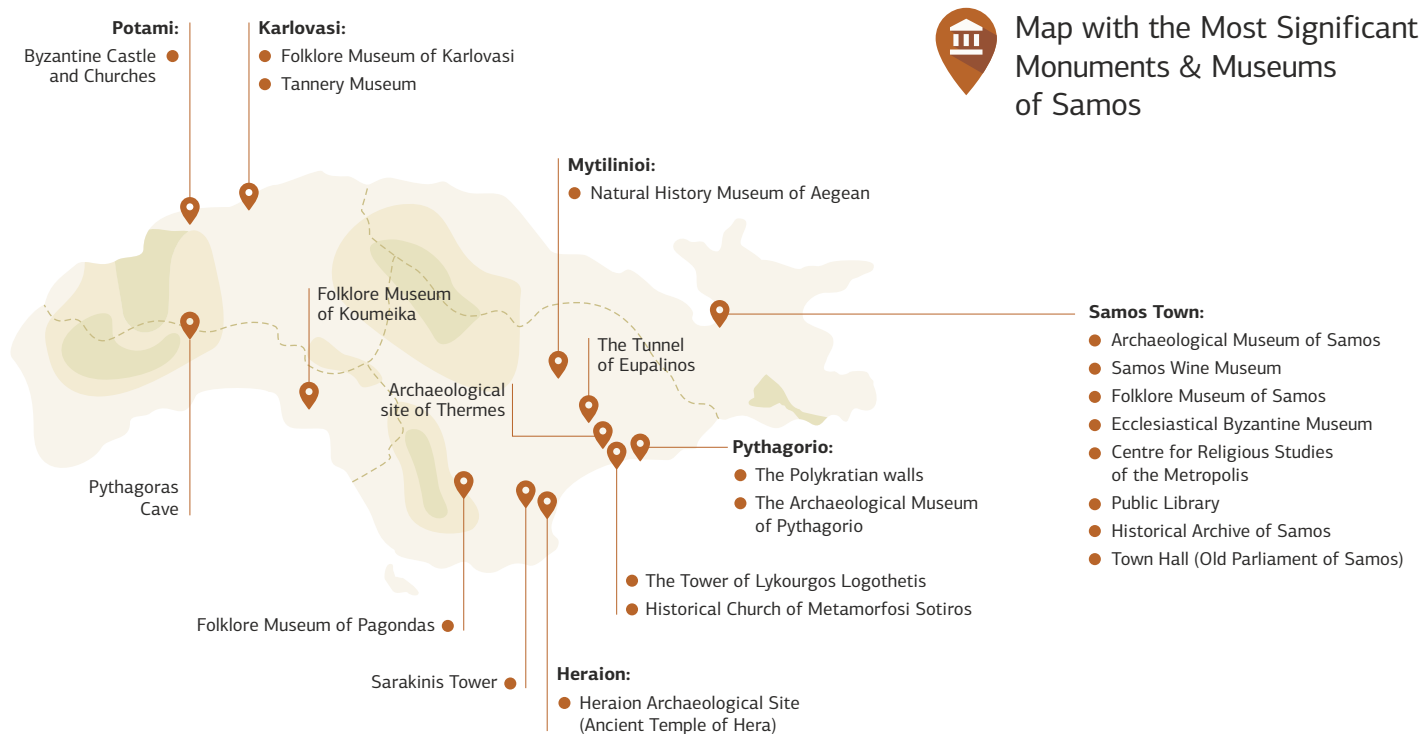 Map with the Most Significant
Monuments & Museums
of Samos
Potami:
Byzantine Castle
and Churches
Karlovasi:
Folklore Museum of Karlovasi
Tannery Museum
Mytilinioi:
Natural History Museum of Aegean
Folklore Museum
of Koumeika
The Tunnel
of Eupalinos
Archaeological
site of Thermes
Samos Town:
Archaeological Museum of Samos
Samos Wine Museum
Folklore Museum of Samos
Ecclesiastical Byzantine Museum
Centre for Religious Studies
of the Metropolis
Public Library
Historical Archive of Samos
Town Hall (Old Parliament of Samos)
Pythagorio:
The Polykratian walls
The Archaeological Museum
of Pythagorio
Pythagoras
Cave
The Tower of Lykourgos Logothetis
Historical Church of Metamorfosi Sotiros
Folklore Museum of Pagondas
Sarakinis Tower
Heraion:
Heraion Archaeological Site
(Ancient Temple of Hera)